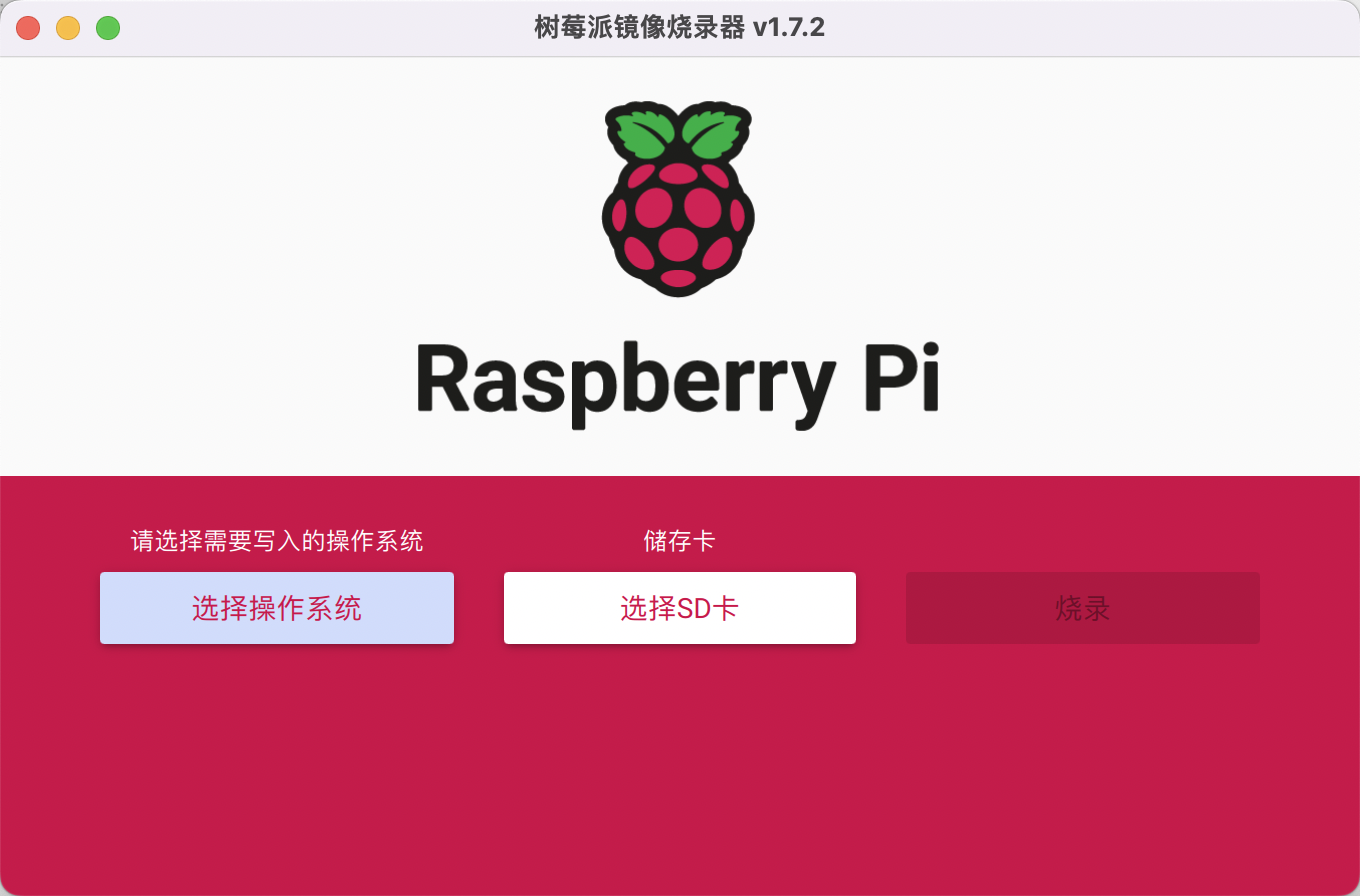 树莓派镜像烧录器 v1.7.2
Raspberry Pi
请选择需要写入的操作系统
储存卡
选择操作系统
选择SD卡
烧录